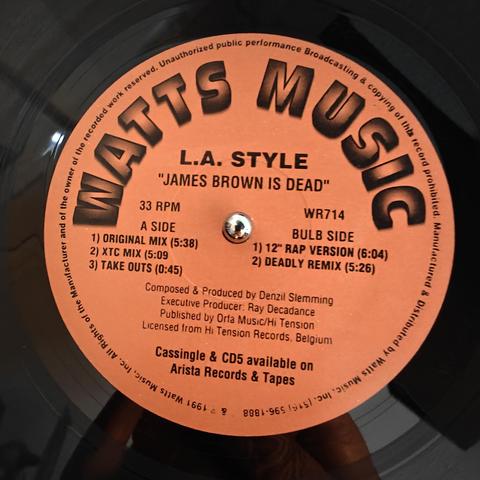 WATTS MUSIC
L.A. STYLE
"JAMES BROWN IS DEAD"
33 RPM
WR714
A SIDE
1) ORIGINAL MIX (5:38)
2) XTC MIX (5:09
3) TAKE OUTS (0:45)
BULB SIDE
1) 12" RAP VERSION (6:04)
2) DEADLY REMIX (5:26)
Composed & Produced by Denzil Slemming
Executive Producer: Ray Decadance
Published by Orfa Music/Hi Tension
Licensed from Hi Tension Records, Belgium
Cassingle & CD5 available on
Arista Records & Tapes
All Rights of the Manufacturer and of the owner of the recorded work reserved. Unauthorized public performance Broadcasting & copying of this record prohibited. Manufactured & Distributed by Watts Music, Inc. (516) 596-1888 & 1991 Watts Music, Inc.